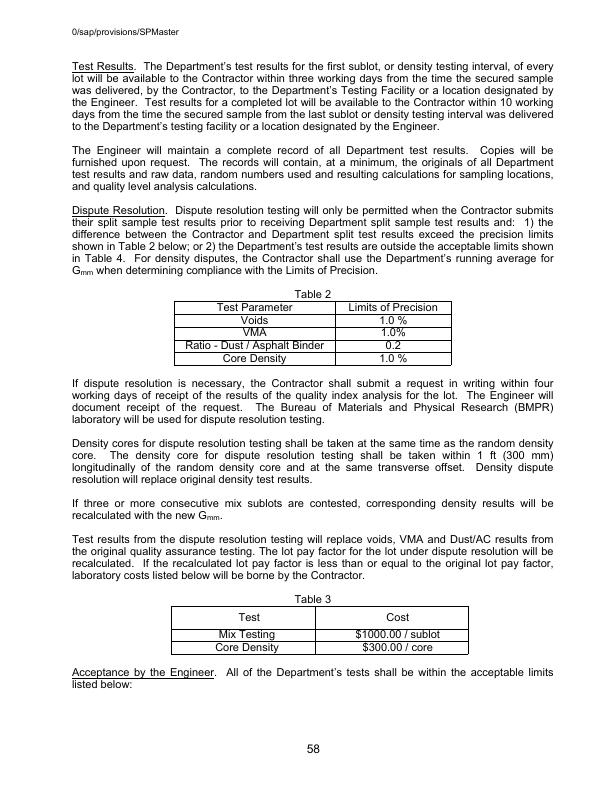 0/sap/provisions/SPMaster
Test Results. The Department's test results for the first sublot, or density testing interval, of every
lot will be available to the Contractor within three working days from the time the secured sample
was delivered, by the Contractor, to the Department's Testing Facility or a location designated by
the Engineer. Test results for a completed lot will be available to the Contractor within 10 working
days from the time the secured sample from the last sublot or density testing interval was delivered
to the Department's testing facility or a location designated by the Engineer.
The Engineer will maintain a complete record of all Department test results. Copies will be
furnished upon request. The records will contain, at a minimum, the originals of all Department
test results and raw data, random numbers used and resulting calculations for sampling locations,
and quality level analysis calculations.
Dispute Resolution. Dispute resolution testing will only be permitted when the Contractor submits
their split sample test results prior to receiving Department split sample test results and: 1) the
difference between the Contractor and Department split test results exceed the precision limits
shown in Table 2 below; or 2) the Department's test results are outside the acceptable limits shown
in Table 4. For density disputes, the Contractor shall use the Department's running average for
Gmm when determining compliance with the Limits of Precision.
Table 2
Test Parameter Limits of Precision
Voids 1.0 %
VMA 1.0%
Ratio - Dust / Asphalt Binder 0.2
Core Density 1.0 %
If dispute resolution is necessary, the Contractor shall submit a request in writing within four
working days of receipt of the results of the quality index analysis for the lot. The Engineer will
document receipt of the request. The Bureau of Materials and Physical Research (BMPR)
laboratory will be used for dispute resolution testing.
Density cores for dispute resolution testing shall be taken at the same time as the random density
core. The density core for dispute resolution testing shall be taken within 1 ft (300 mm)
longitudinally of the random density core and at the same transverse offset. Density dispute
resolution will replace original density test results.
If three or more consecutive mix sublots are contested, corresponding density results will be
recalculated with the new Gmm.
Test results from the dispute resolution testing will replace voids, VMA and Dust/AC results from
the original quality assurance testing. The lot pay factor for the lot under dispute resolution will be
recalculated. If the recalculated lot pay factor is less than or equal to the original lot pay factor,
laboratory costs listed below will be borne by the Contractor.
Table 3
Test Cost
Mix Testing $1000.00 / sublot
Core Density $300.00 / core
Acceptance by the Engineer. All of the Department's tests shall be within the acceptable limits
listed below:
58